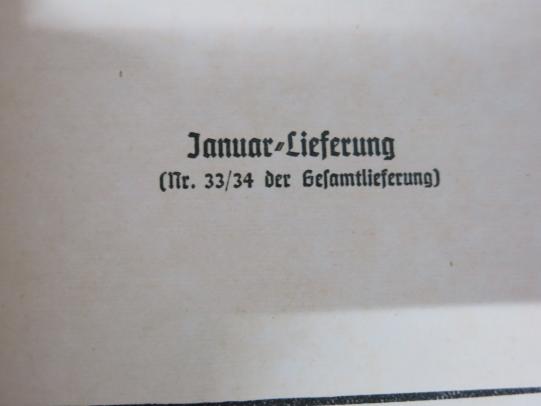 Januar-Lieferung
(Nr. 33/34 der Geſamtlieferung)